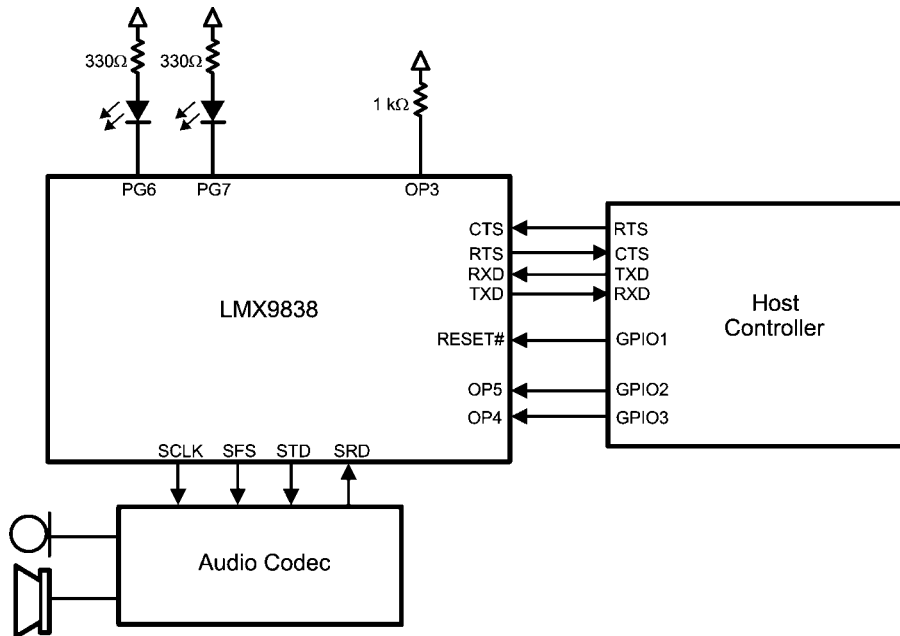 330Ω 330Ω
1 kΩ
PG6 PG7 OP3
CTS RTS
RTS CTS
RXD TXD
TXD RXD
LMX9838
Host
Controller
RESET# GPIO1
OP5 GPIO2
OP4 GPIO3
SCLK SFS STD SRD
Audio Codec